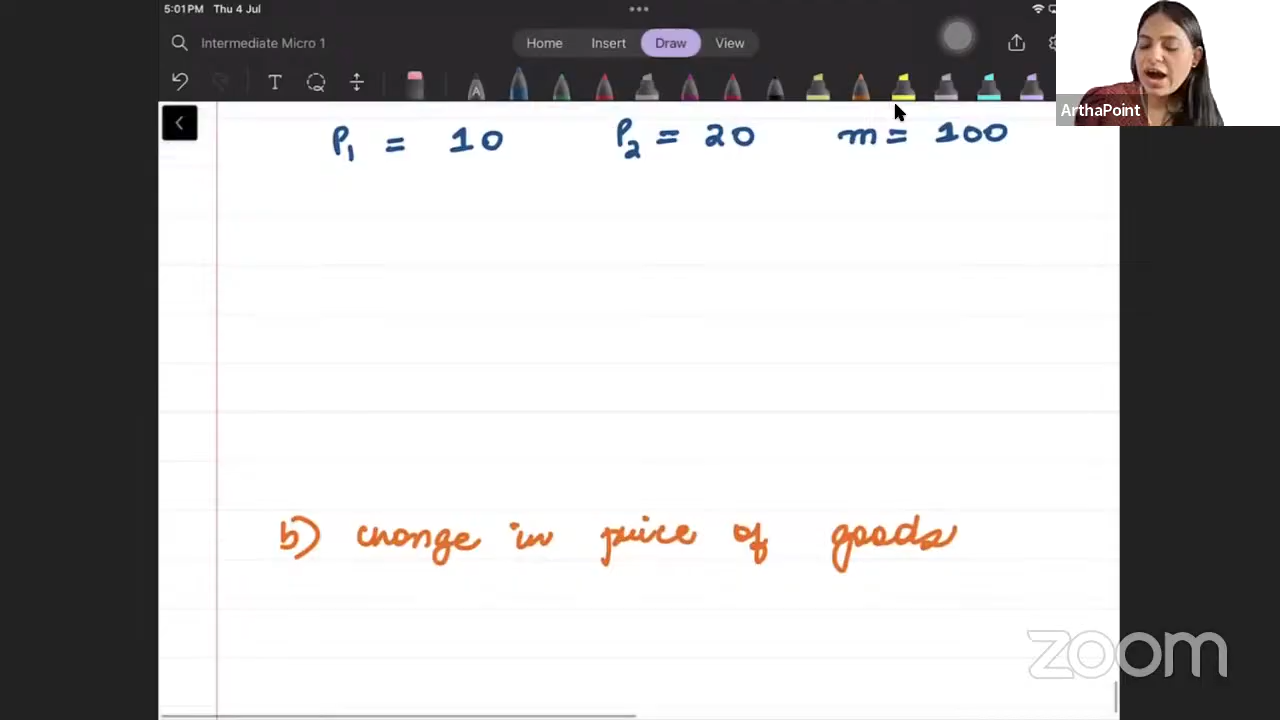 5:01PM Thu 4 Jul
Intermediate Micro 1
Home Insert Draw View
T
A
ArthaPoint
P₁ = 10 P₂ = 20 m = 100
b) change in price of goods
zoom